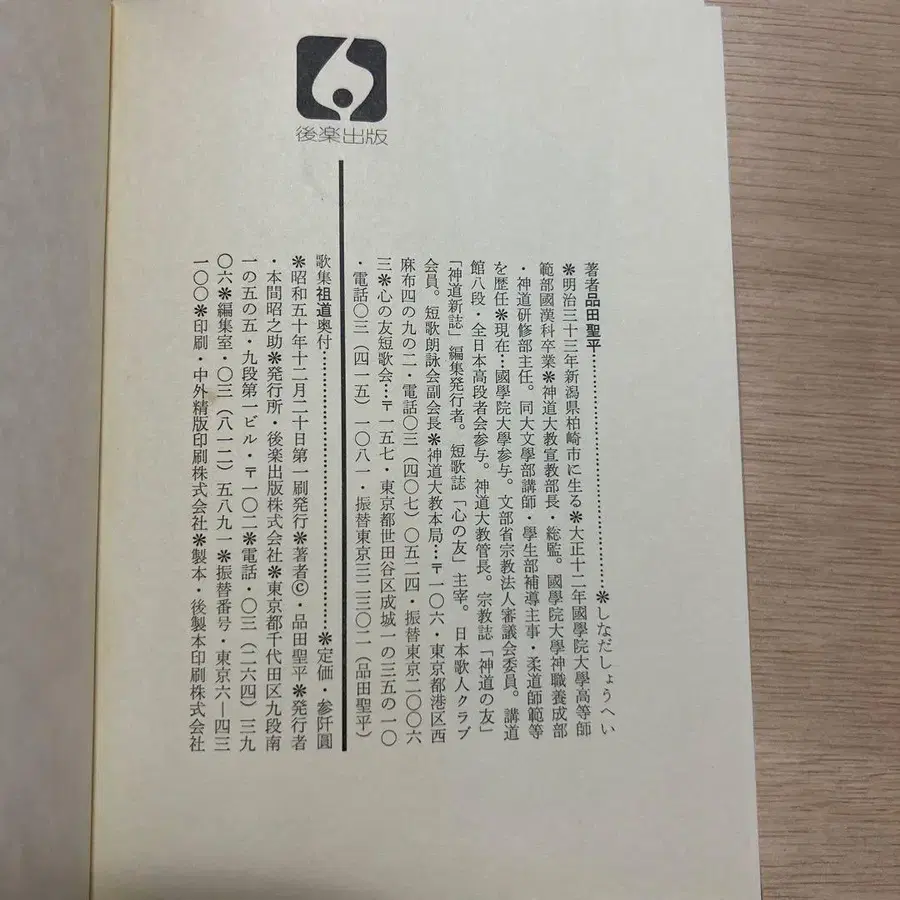 後楽出版
著者品田聖平…………………………………＊しなだしょうへい
＊明治三十三年新潟県柏崎市に生る＊大正十二年國學院大學高等師
範部國漢科卒業＊神道大教宣教部長・総監。國學院大學神職養成部
・神道研修部主任。同大文學部講師・學生部補導主事・柔道師範等
を歴任＊現在…國學院大學参与。文部省宗教法人審議会委員。講道
館八段・全日本高段者会参与。神道大教管長。宗教誌「神道の友」
「神道新誌」編集発行者。短歌誌「心の友」主宰。日本歌人クラブ
会員。短歌朗詠会副会長＊神道大教本局…〒一〇六・東京都港区西
麻布四の九の二・電話〇三（四〇七）〇五二四・振替東京二〇〇六
三＊心の友短歌会…〒一五七・東京都世田谷区成城一の三五の一〇
・電話〇三（四一五）一〇八一・振替東京三二三三〇二（品田聖平）
歌集祖道奥付…………………………………＊定価・参阡圓
＊昭和五十年十二月二十日第一刷発行＊著者©・品田聖平＊発行者
・本間昭之助＊発行所・後楽出版株式会社＊東京都千代田区九段南
一の五の五・九段第一ビル・〒一〇二＊電話・〇三（二六四）三九
〇六＊編集室・〇三（八一二）五八九一＊振替番号・東京六―四三
一〇〇＊印刷・中外精版印刷株式会社＊製本・後製本印刷株式会社